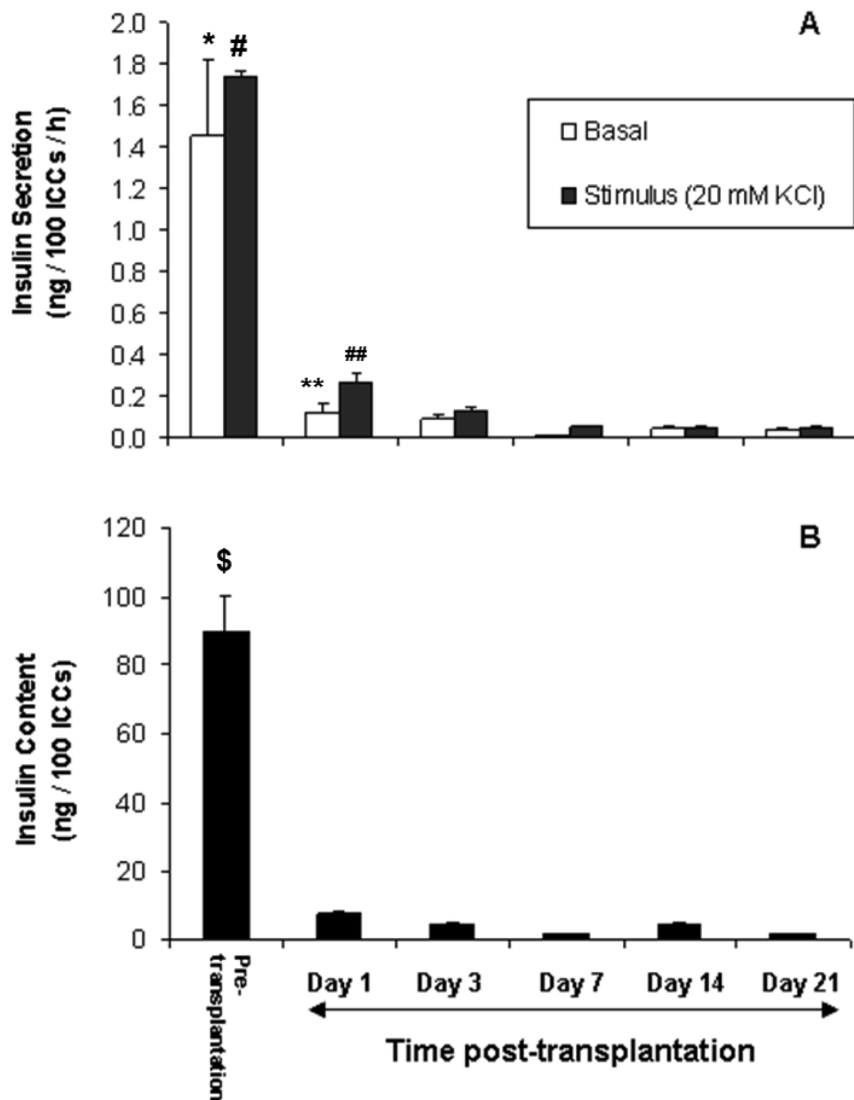 A
2.0
1.8
1.6
1.4
1.2
1.0
0.8
0.6
0.4
0.2
0.0
Insulin Secretion
(ng / 100 ICCs / h)
* #
** ##
Basal
Stimulus (20 mM KCl)
B
120
100
80
60
40
20
0
Insulin Content
(ng / 100 ICCs)
$
Pre-
transplantation
Day 1 Day 3 Day 7 Day 14 Day 21
Time post-transplantation